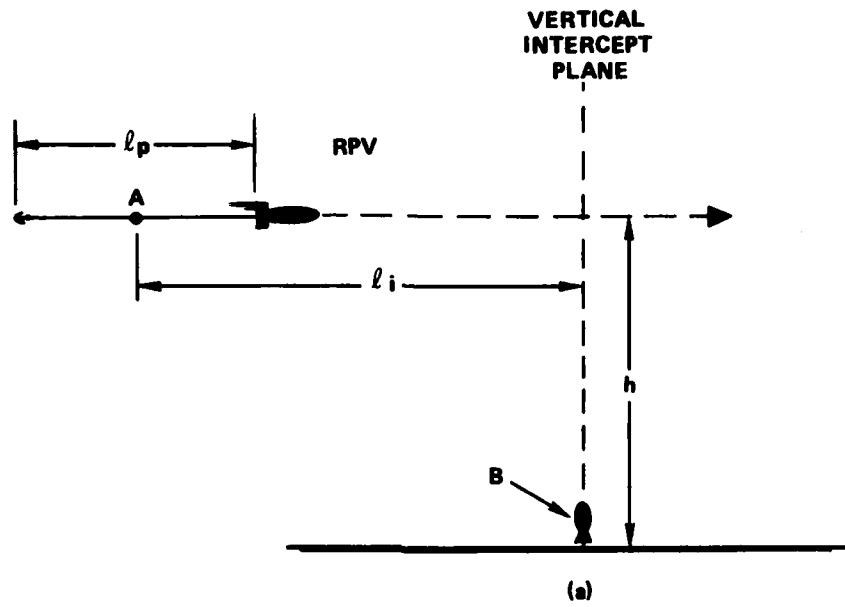 VERTICAL
INTERCEPT
PLANE
ℓp
RPV
A
ℓi
h
B
(a)